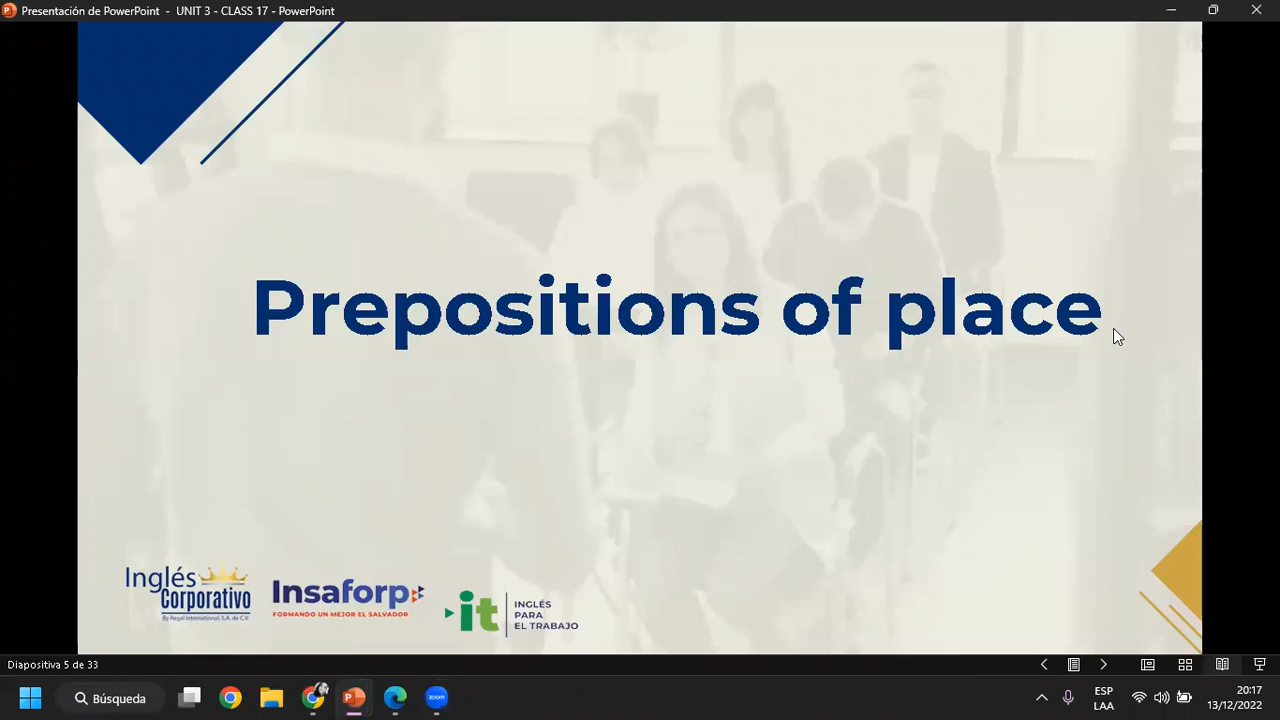 Presentación de PowerPoint - UNIT 3 - CLASS 17 - PowerPoint
Prepositions of place
Inglés
Corporativo
By Regal International, S.A. de C.V.
Insaforp
FORMANDO UN MEJOR EL SALVADOR
it
INGLÉS
PARA
EL TRABAJO
Diapositiva 5 de 33
Búsqueda
zoom
ESP
LAA
20:17
13/12/2022